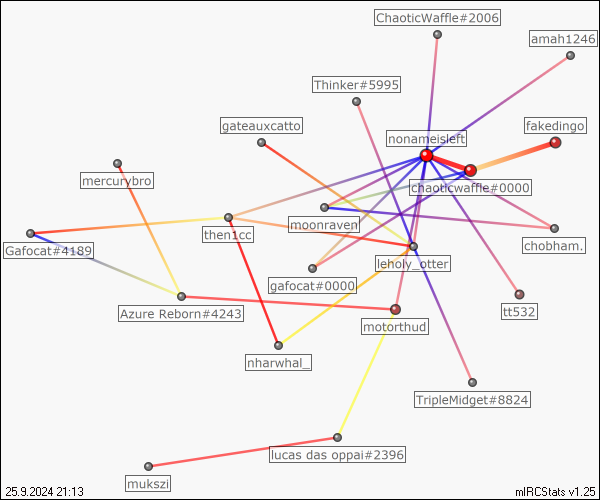 ChaoticWaffle#2006
amah1246
Thinker#5995
gateauxcatto
fakedingo
nonameisleft
mercurybro
chaoticwaffle#0000
moonraven
then1cc
chobham.
Gafocat#4189
leholy_otter
gafocat#0000
Azure Reborn#4243
tt532
motorthud
nharwhal_
TripleMidget#8824
lucas das oppai#2396
mukszi
25.9.2024 21:13
mIRCStats v1.25